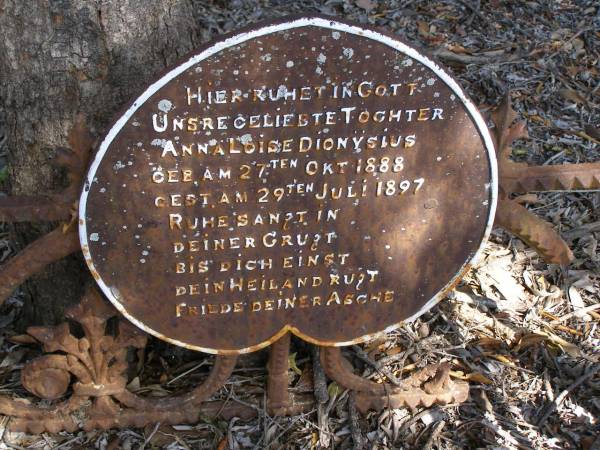 HIER RUHET IN GOTT
UNSRE GELIEBTE TOCHTER
ANNA LOISE DIONYSIUS
GEB. AM 27TEN OKT 1888
GEST. AM 29TEN JULI 1897
RUHE SANFT IN
DEINER GRUFT
BIS DICH EINST
DEIN HEILAND RUFT
FRIEDE DEINER ASCHE